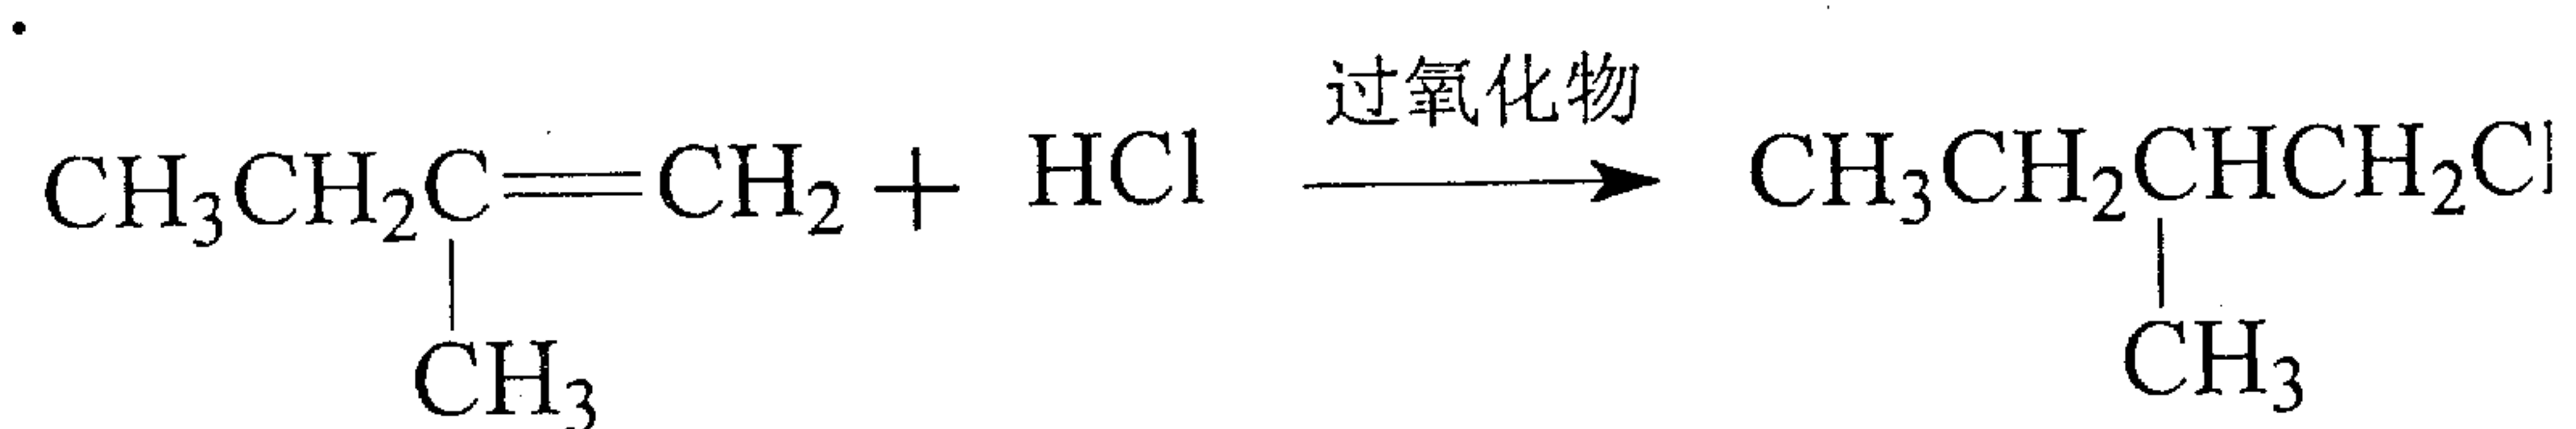 过氧化物
CH₃CH₂C=CH₂ + HCl ⟶ CH₃CH₂CHCH₂Cl
CH₃ CH₃